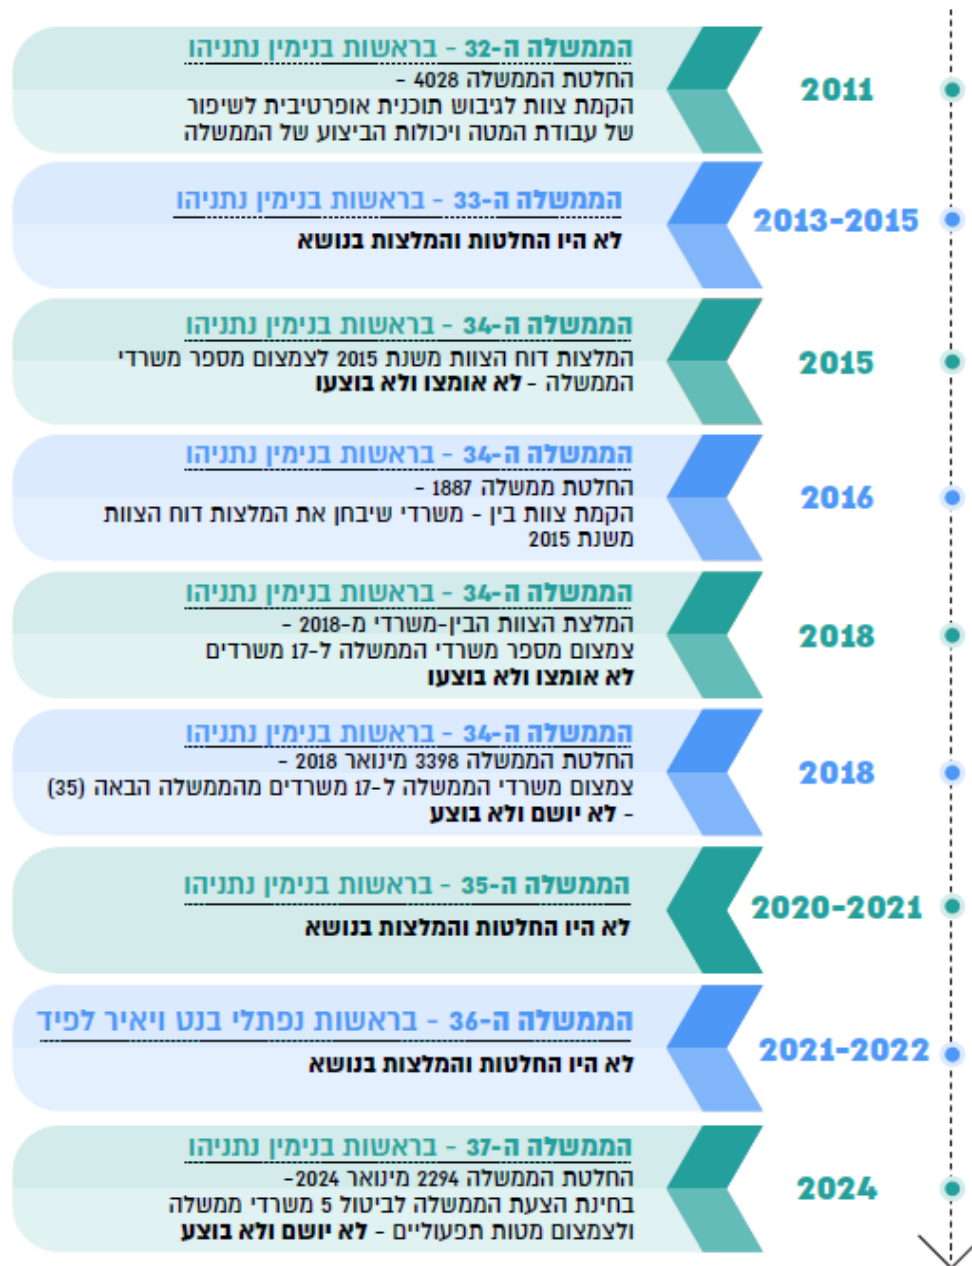 2011
הממשלה ה-32 - בראשות בנימין נתניהו
החלטת הממשלה 4028 -
הקמת צוות לגיבוש תוכנית אופרטיבית לשיפור
של עבודת המטה ויכולות הביצוע של הממשלה
2013-2015
הממשלה ה-33 - בראשות בנימין נתניהו
לא היו החלטות והמלצות בנושא
2015
הממשלה ה-34 - בראשות בנימין נתניהו
המלצות דוח הצוות משנת 2015 לצמצום מספר משרדי
הממשלה - לא אומצו ולא בוצעו
2016
הממשלה ה-34 - בראשות בנימין נתניהו
החלטת ממשלה 1887 -
הקמת צוות בין - משרדי שיבחן את המלצות דוח הצוות
משנת 2015
2018
הממשלה ה-34 - בראשות בנימין נתניהו
המלצת הצוות הבין-משרדי מ-2018 -
צמצום מספר משרדי הממשלה ל-17 משרדים
לא אומצו ולא בוצעו
2018
הממשלה ה-34 - בראשות בנימין נתניהו
החלטת הממשלה 3398 מינואר 2018 -
צמצום משרדי הממשלה ל-17 משרדים מהממשלה הבאה (35)
- לא יושם ולא בוצע
2020-2021
הממשלה ה-35 - בראשות בנימין נתניהו
לא היו החלטות והמלצות בנושא
2021-2022
הממשלה ה-36 - בראשות נפתלי בנט ויאיר לפיד
לא היו החלטות והמלצות בנושא
2024
הממשלה ה-37 - בראשות בנימין נתניהו
החלטת הממשלה 2294 מינואר 2024-
בחינת הצעת הממשלה לביטול 5 משרדי ממשלה
ולצמצום מטות תפעוליים - לא יושם ולא בוצע